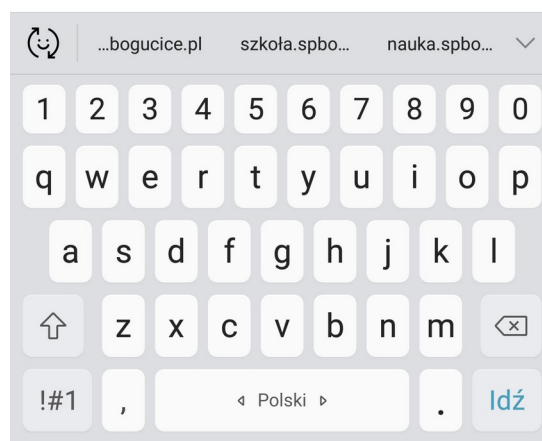 ...bogucice.pl szkoła.spbo... nauka.spbo...
1 2 3 4 5 6 7 8 9 0
q w e r t y u i o p
a s d f g h j k l
z x c v b n m
!#1 , Polski . Idź